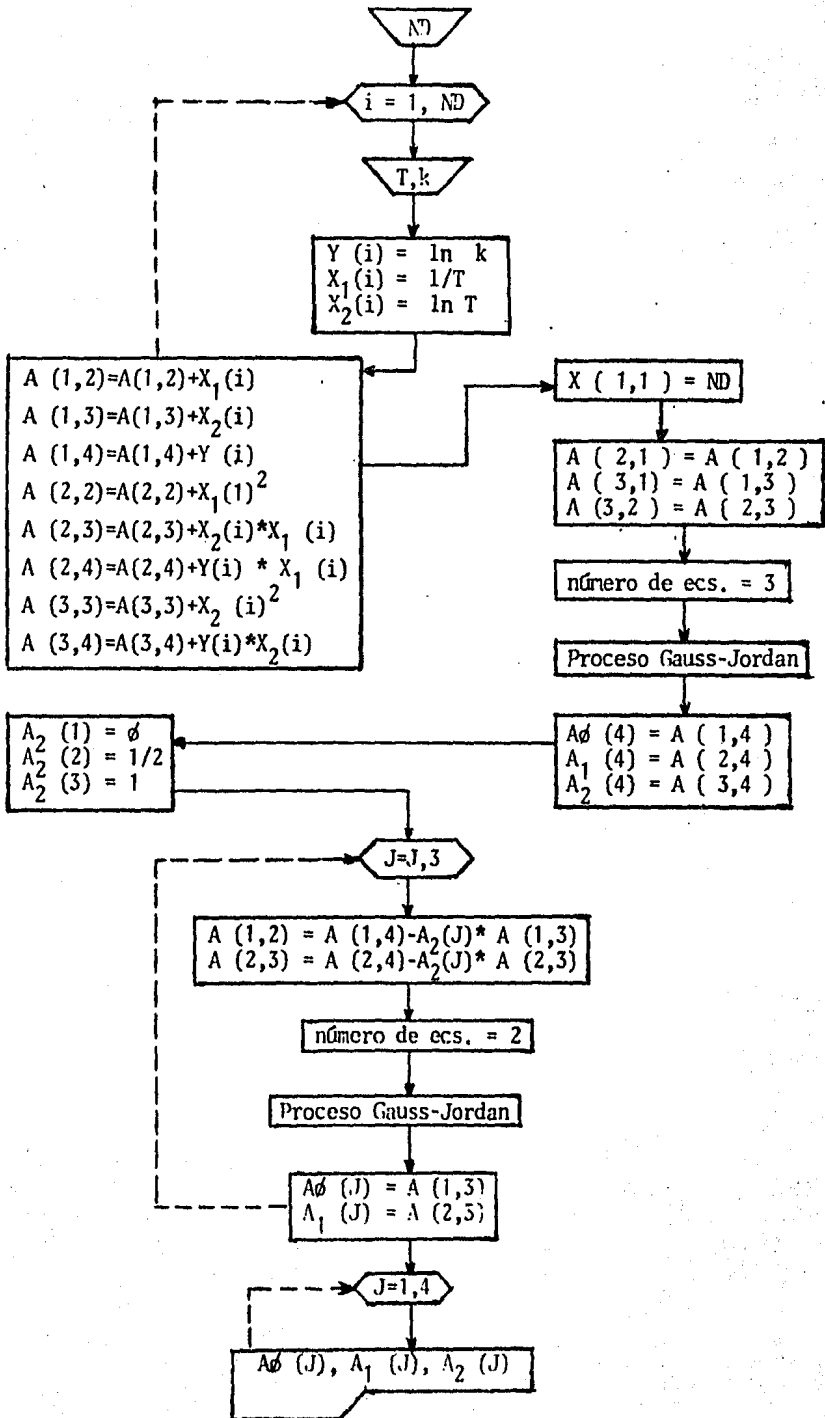 ND
i = 1, ND
T,k
Y (i) = ln k
X₁(i) = 1/T
X₂(i) = ln T
A (1,2)=A(1,2)+X₁(i)
A (1,3)=A(1,3)+X₂(i)
A (1,4)=A(1,4)+Y (i)
A (2,2)=A(2,2)+X₁(1)²
A (2,3)=A(2,3)+X₂(i)*X₁ (i)
A (2,4)=A(2,4)+Y(i) * X₁ (i)
A (3,3)=A(3,3)+X₂ (i)²
A (3,4)=A(3,4)+Y(i)*X₂(i)
X ( 1,1 ) = ND
A ( 2,1 ) = A ( 1,2 )
A ( 3,1) = A ( 1,3 )
A (3,2 ) = A ( 2,3 )
número de ecs. = 3
Proceso Gauss-Jordan
Aø (4) = A ( 1,4 )
A₁ (4) = A ( 2,4 )
A₂ (4) = A ( 3,4 )
A₂ (1) = ø
A₂ (2) = 1/2
A₂ (3) = 1
J=J,3
A (1,2) = A (1,4)-A₂(J)* A (1,3)
A (2,3) = A (2,4)-A₂(J)* A (2,3)
número de ecs. = 2
Proceso Gauss-Jordan
Aø (J) = A (1,3)
A₁ (J) = A (2,3)
J=1,4
Aø (J), A₁ (J), A₂ (J)